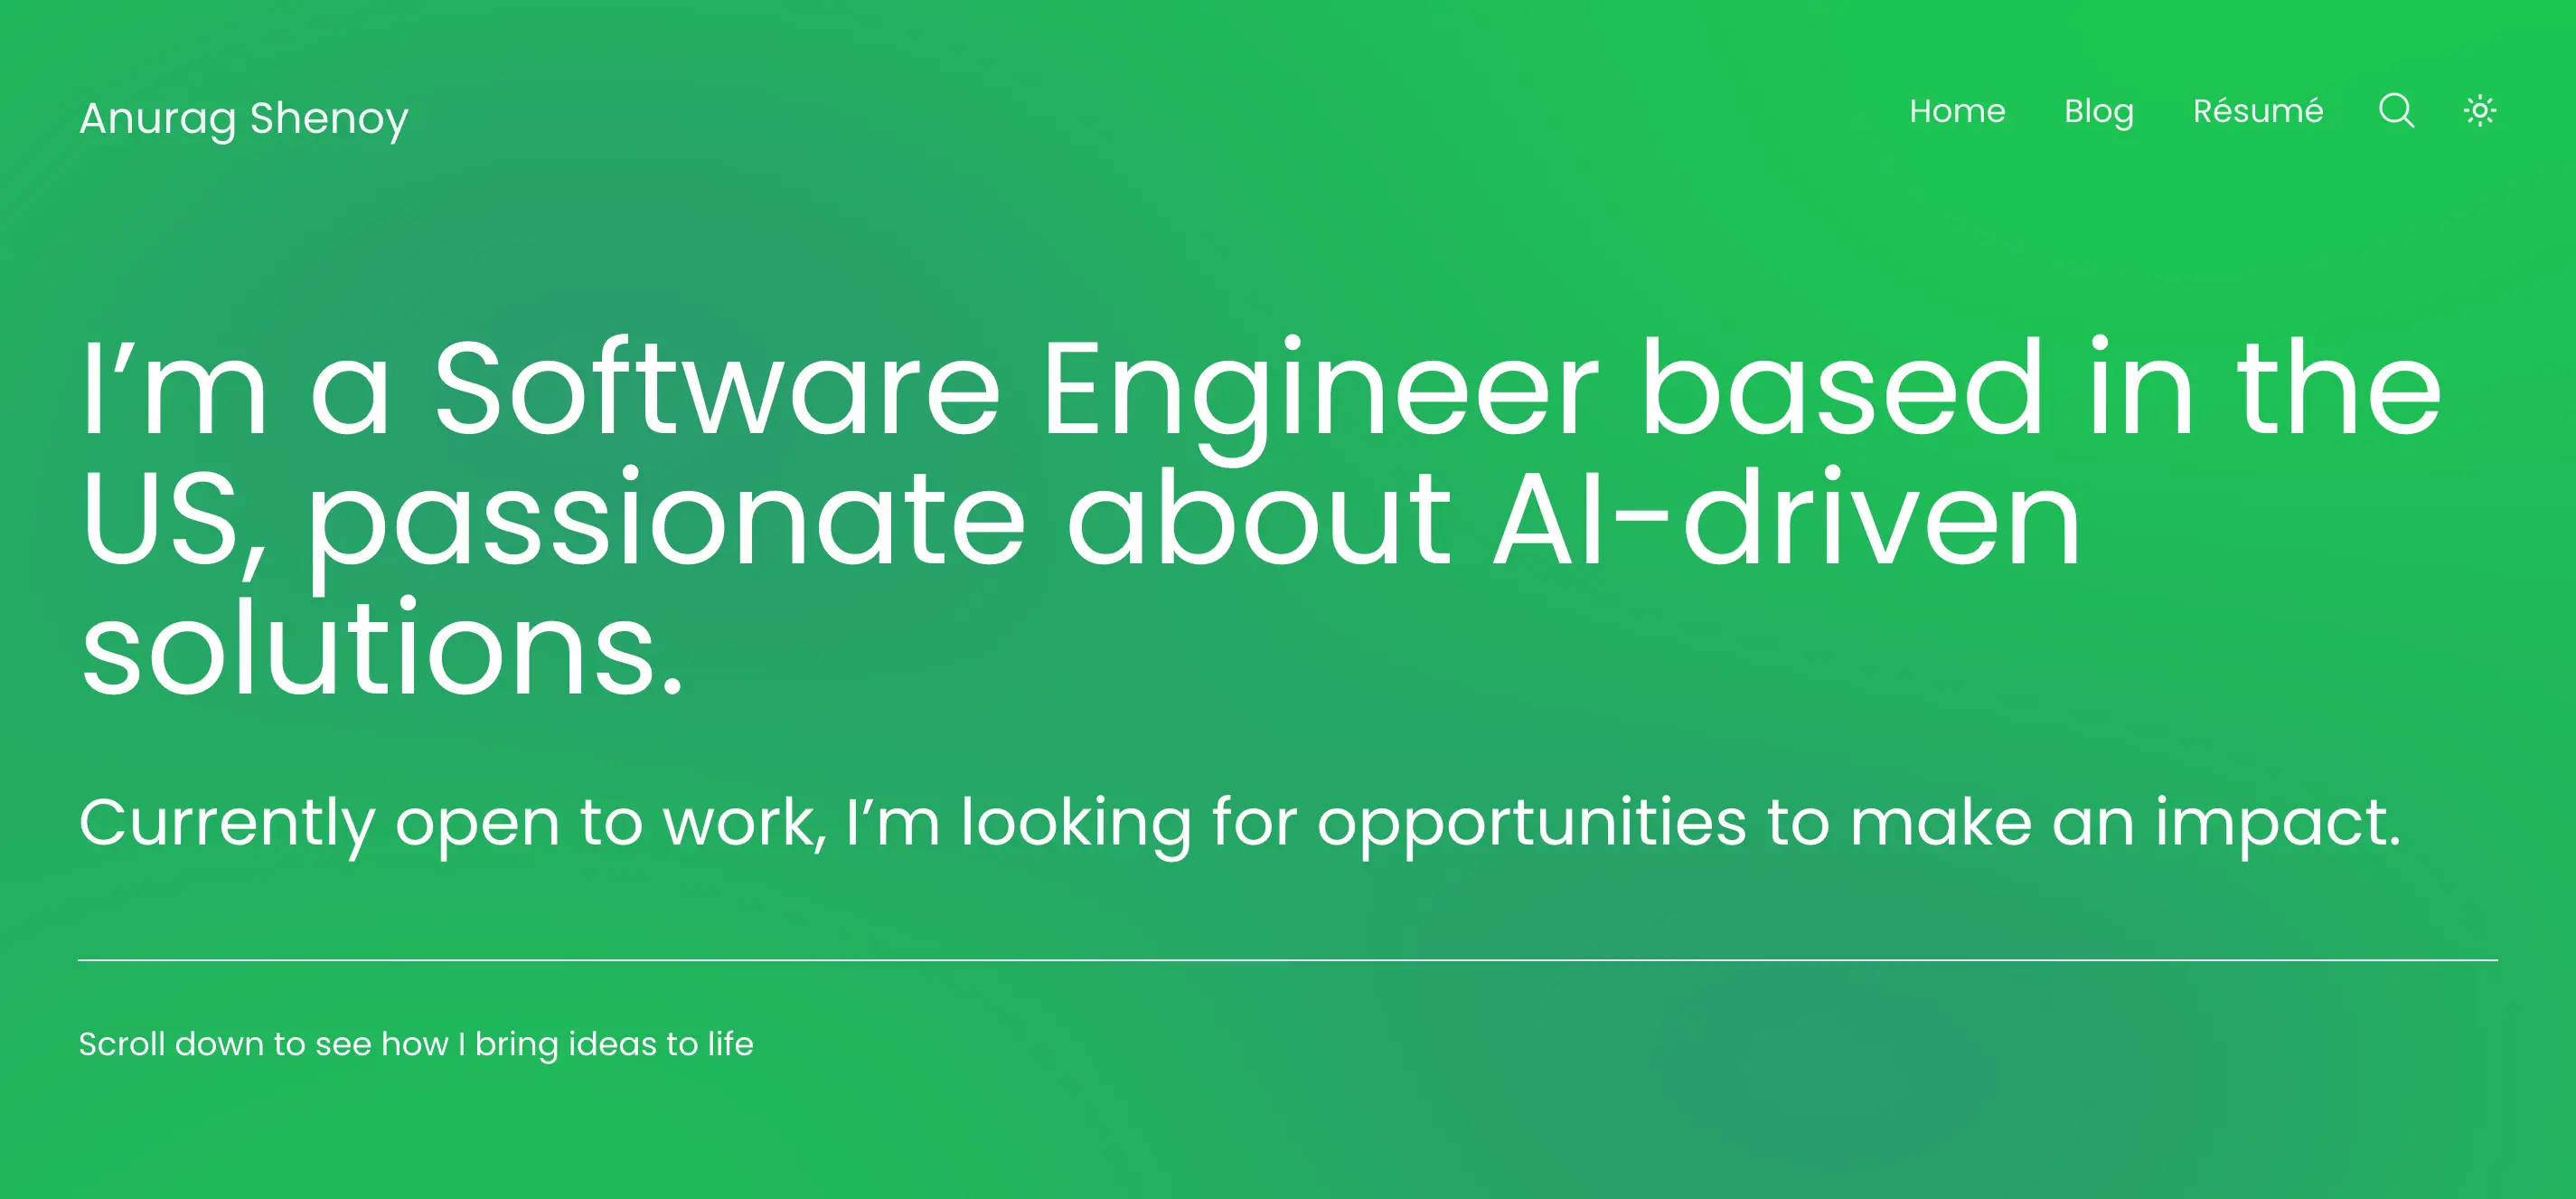 Anurag Shenoy
Home Blog Résumé
I’m a Software Engineer based in the
US, passionate about AI-driven
solutions.
Currently open to work, I’m looking for opportunities to make an impact.
Scroll down to see how I bring ideas to life